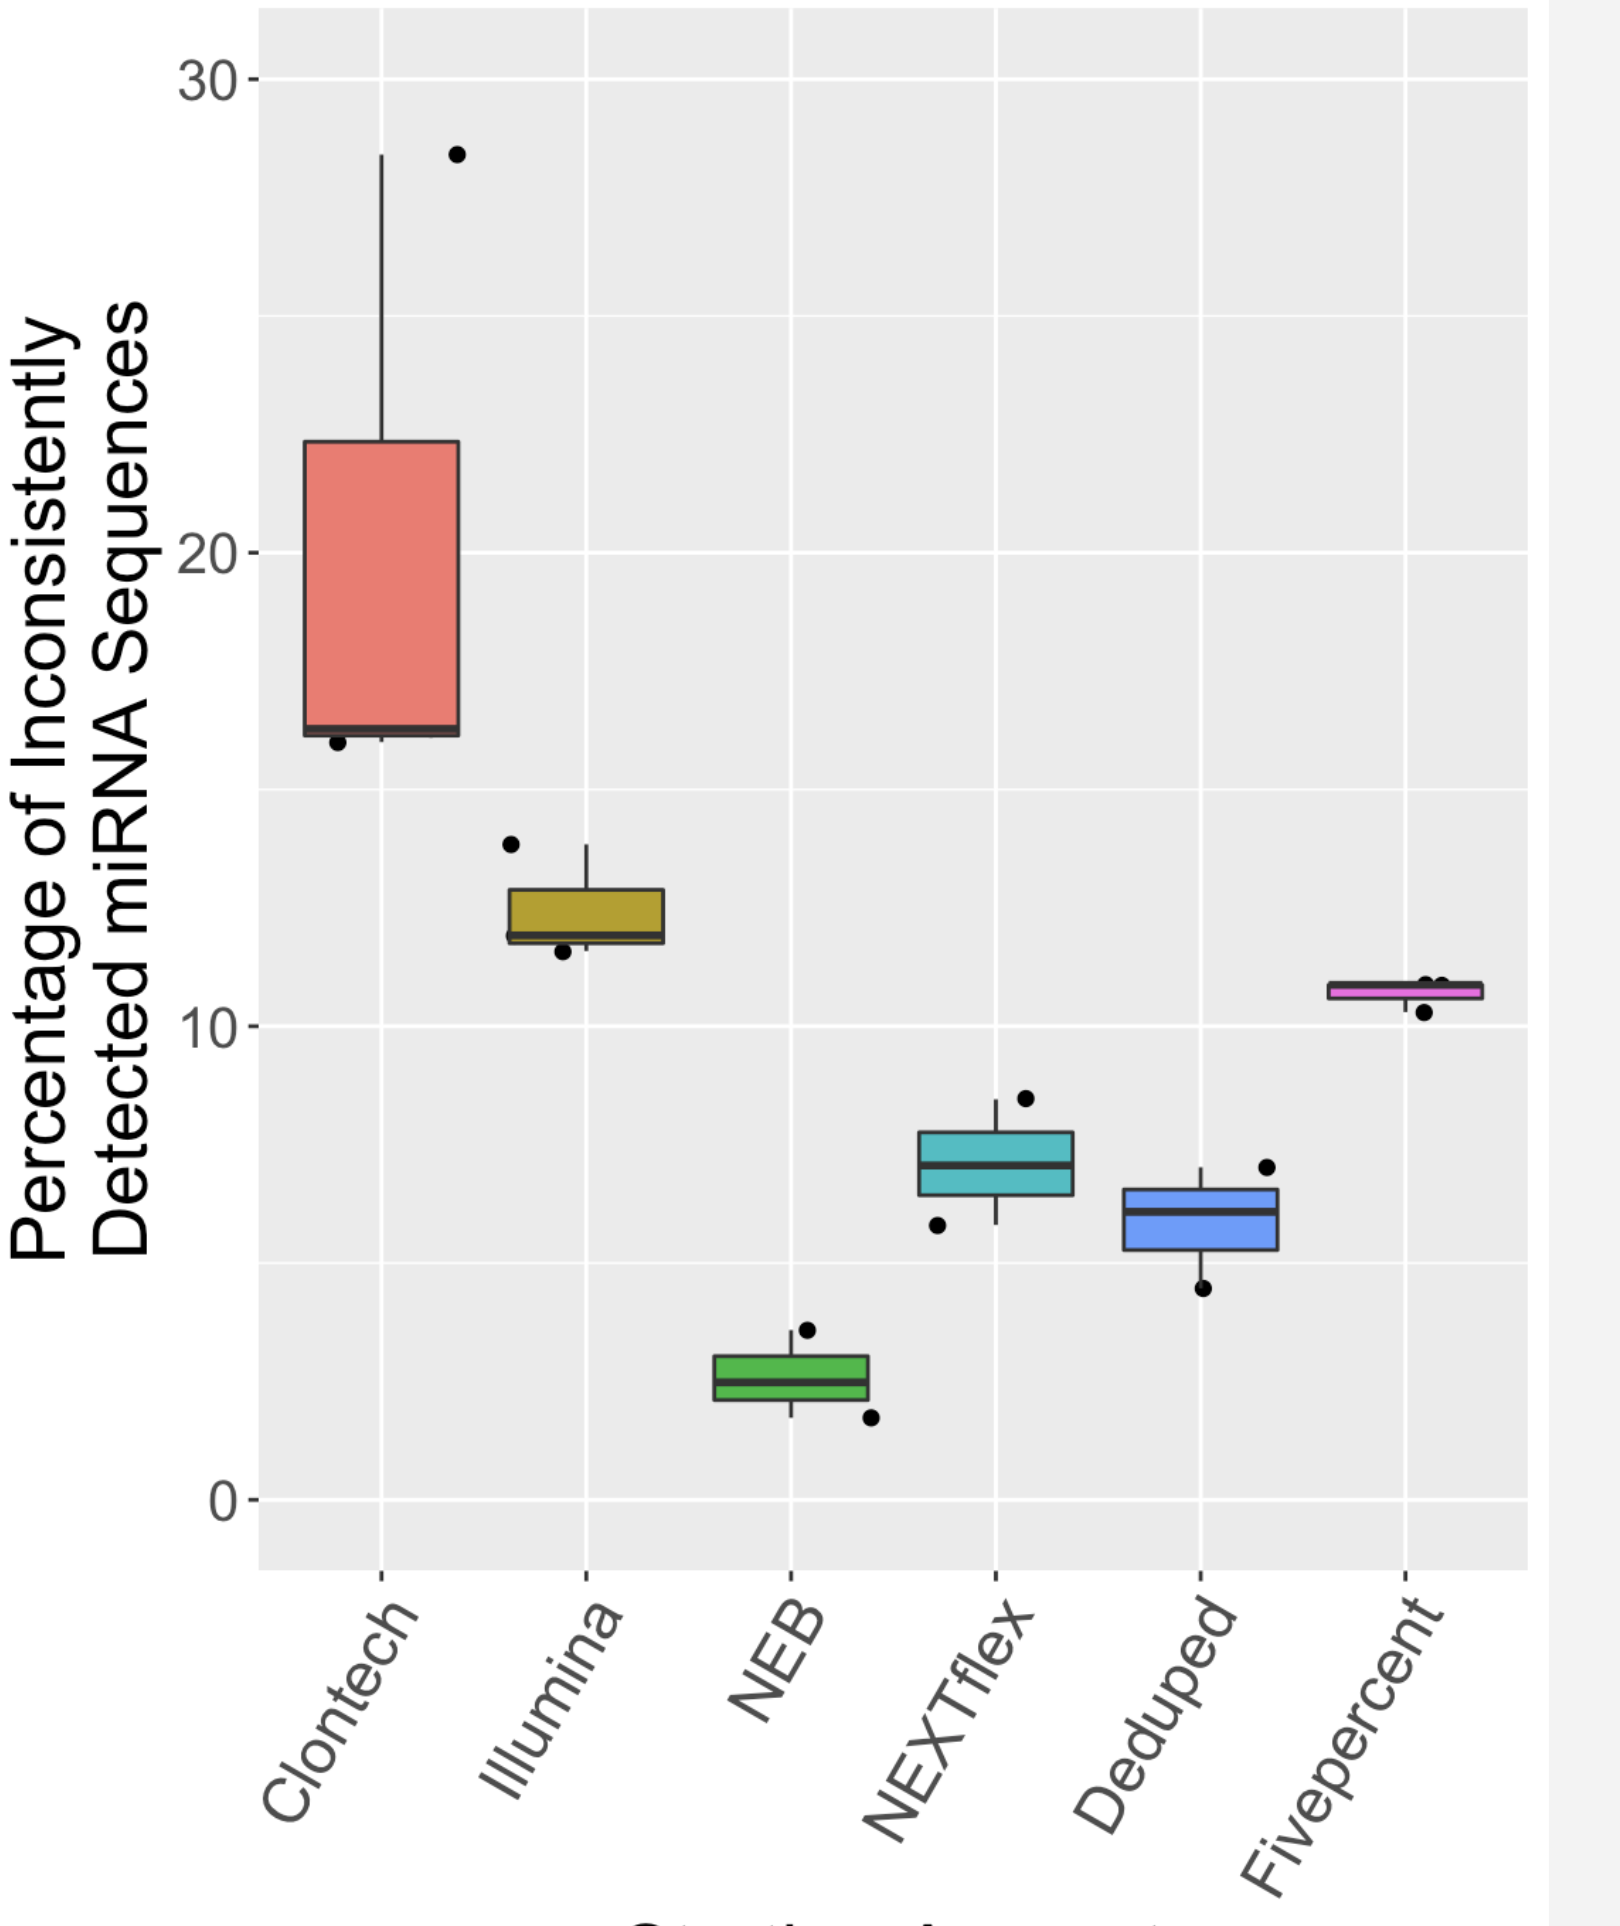 Percentage of Inconsistently
Detected miRNA Sequences
30
20
10
0
Clontech
Illumina
NEB
NEXTflex
Deduped
Fivepercent